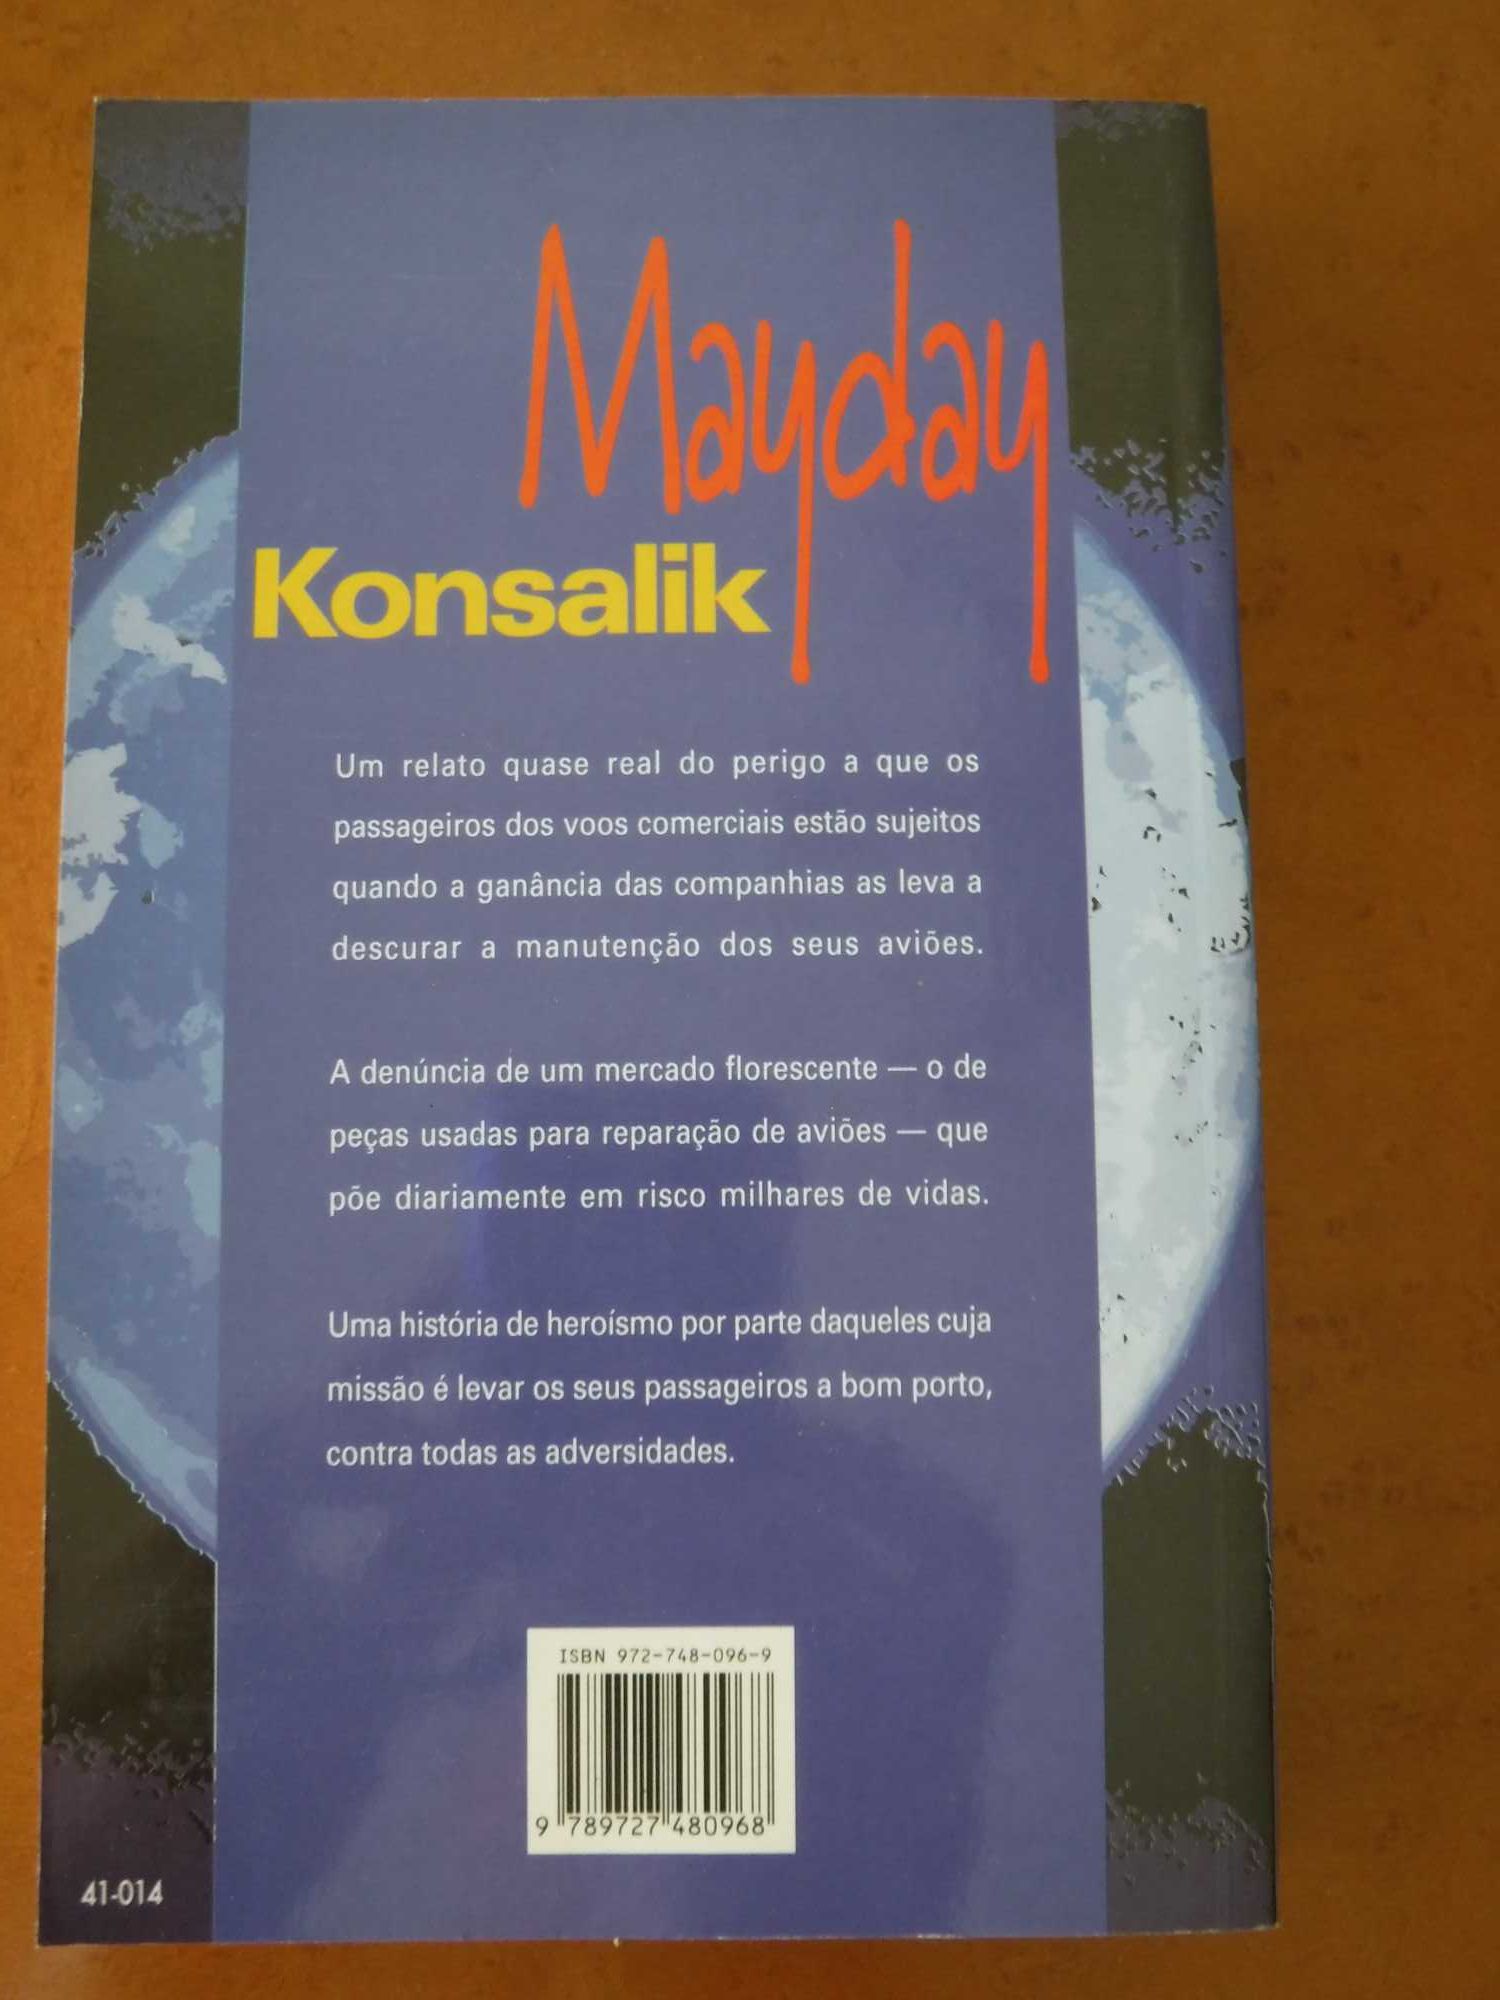 Mayday
Konsalik
Um relato quase real do perigo a que os
passageiros dos voos comerciais estão sujeitos
quando a ganância das companhias as leva a
descurar a manutenção dos seus aviões.
A denúncia de um mercado florescente — o de
peças usadas para reparação de aviões — que
põe diariamente em risco milhares de vidas.
Uma história de heroísmo por parte daqueles cuja
missão é levar os seus passageiros a bom porto,
contra todas as adversidades.
ISBN 972-748-096-9
9 789727 480968
41-014